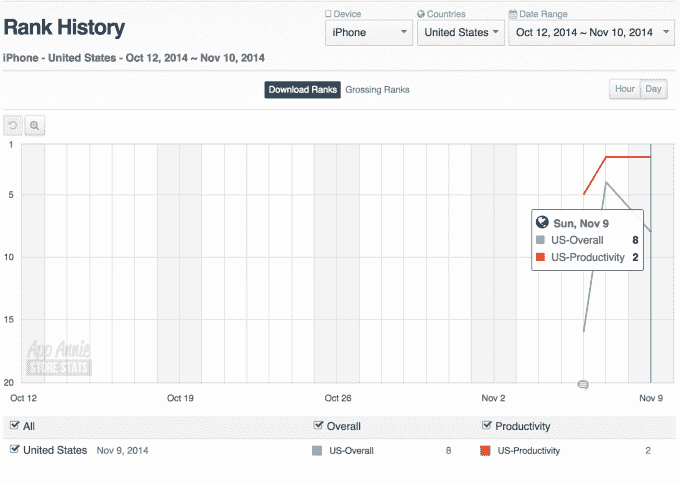 Rank History
Device
Countries
Date Range
iPhone
United States
Oct 12, 2014 ~ Nov 10, 2014
iPhone - United States - Oct 12, 2014 ~ Nov 10, 2014
Download Ranks Grossing Ranks
Hour Day
1
5
10
15
20
Sun, Nov 9
US-Overall 8
US-Productivity 2
App Annie
STORE STATS
Oct 12 Oct 19 Oct 26 Nov 2 Nov 9
All Overall Productivity
United States Nov 9, 2014 US-Overall 8 US-Productivity 2